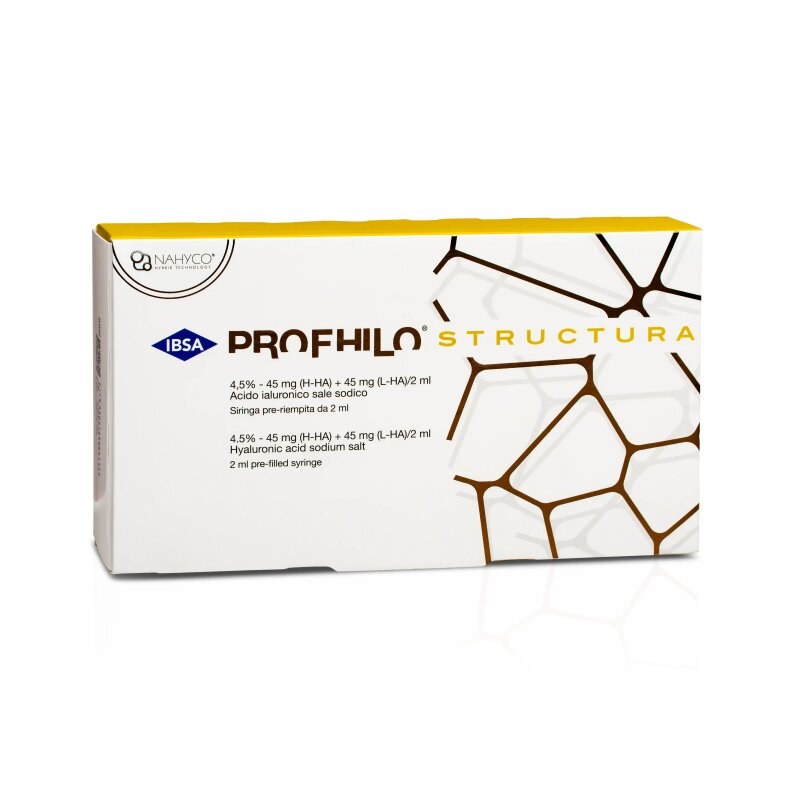 NAHYCO®
HYBRID TECHNOLOGY
IBSA
PROFHILO® STRUCTURA
4,5% - 45 mg (H-HA) + 45 mg (L-HA)/2 ml
Acido ialuronico sale sodico
Siringa pre-riempita da 2 ml
4,5% - 45 mg (H-HA) + 45 mg (L-HA)/2 ml
Hyaluronic acid sodium salt
2 ml pre-filled syringe